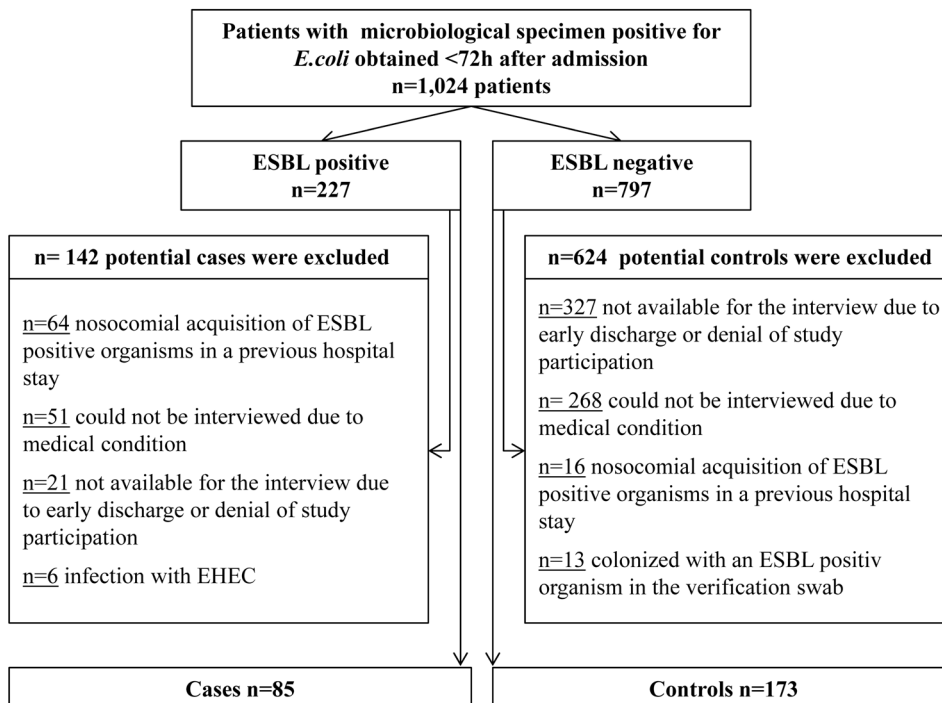 Patients with microbiological specimen positive for
E.coli obtained <72h after admission
n=1,024 patients
ESBL positive
n=227
ESBL negative
n=797
n= 142 potential cases were excluded
n=64 nosocomial acquisition of ESBL
positive organisms in a previous hospital
stay
n=51 could not be interviewed due to
medical condition
n=21 not available for the interview due
to early discharge or denial of study
participation
n=6 infection with EHEC
n=624 potential controls were excluded
n=327 not available for the interview due to
early discharge or denial of study
participation
n= 268 could not be interviewed due to
medical condition
n=16 nosocomial acquisition of ESBL
positive organisms in a previous hospital
stay
n=13 colonized with an ESBL positiv
organism in the verification swab
Cases n=85
Controls n=173